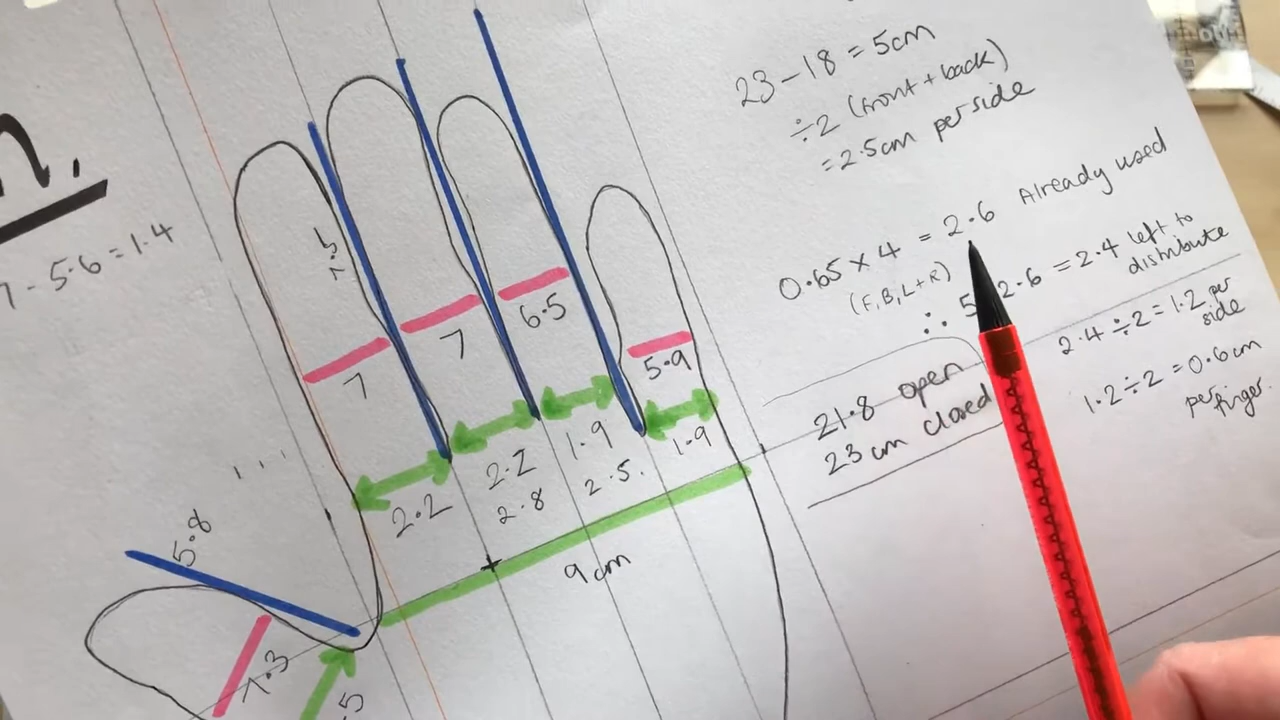 n.
7 - 5.6 = 1.4
23 - 18 = 5cm
÷2 (front + back)
= 2.5cm per side
0.65 × 4 = 2.6 Already used
(F, B, L + R)
∴ 5 2.6 = 2.4 left to
distribute
2.4 ÷ 2 = 1.2 per
side
1.2 ÷ 2 = 0.6cm
per finger.
21.8 open
23 cm closed
7
7
6.5
5.9
2.2
2.2
2.8
1.9
2.5.
1.9
9cm
5.8
7.3